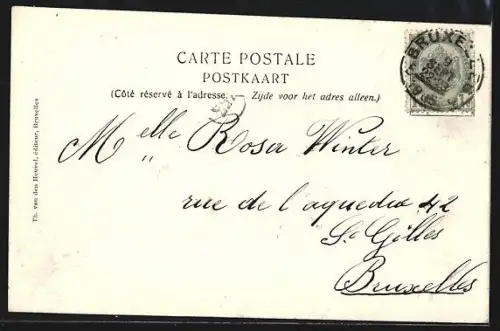 CARTE POSTALE
POSTKAART
(Côté réservé à l'adresse. Zijde voor het adres alleen.)
Melle Rosa Winter
rue de l'aqueduc 42
St Gilles
Bruxelles
Th. van den Heuvel, éditeur, Bruxelles
BRUXELLES